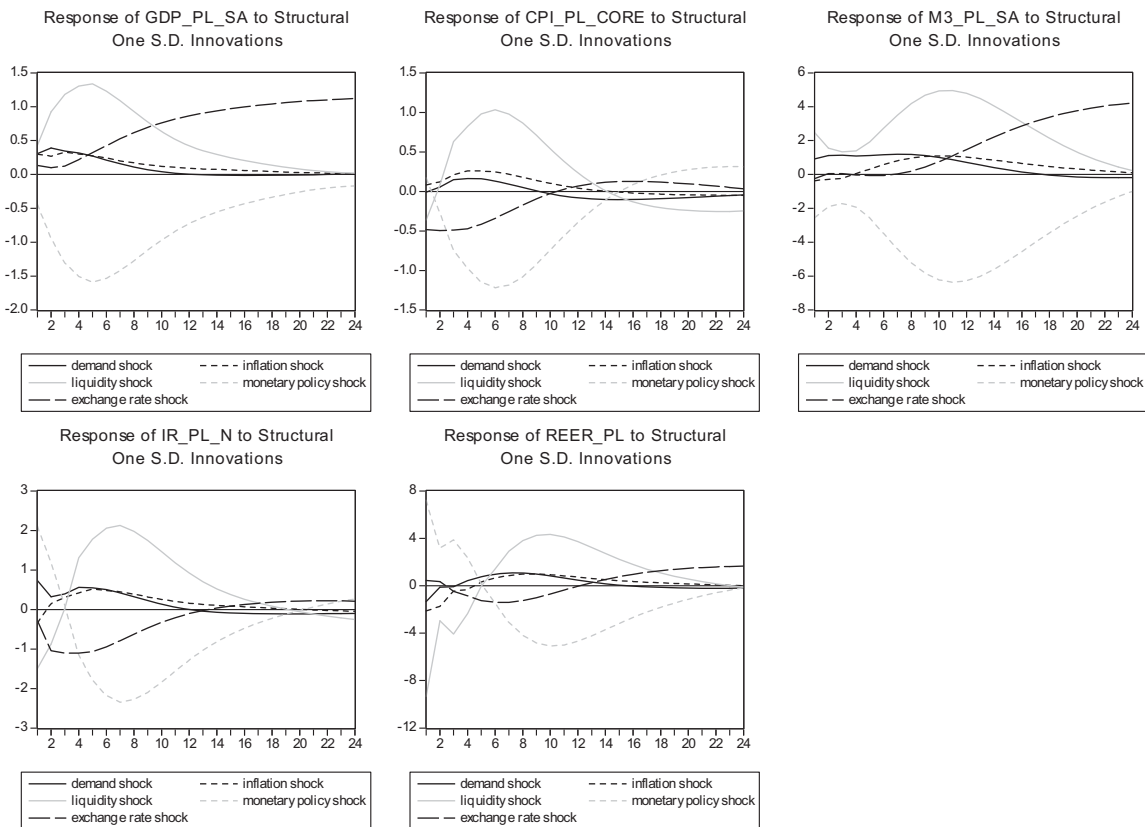 Response of GDP_PL_SA to Structural
One S.D. Innovations
1.5
1.0
0.5
0.0
-0.5
-1.0
-1.5
-2.0
2 4 6 8 10 12 14 16 18 20 22 24
demand shock inflation shock
liquidity shock monetary policy shock
exchange rate shock
Response of CPI_PL_CORE to Structural
One S.D. Innovations
1.5
1.0
0.5
0.0
-0.5
-1.0
-1.5
2 4 6 8 10 12 14 16 18 20 22 24
demand shock inflation shock
liquidity shock monetary policy shock
exchange rate shock
Response of M3_PL_SA to Structural
One S.D. Innovations
6
4
2
0
-2
-4
-6
-8
2 4 6 8 10 12 14 16 18 20 22 24
demand shock inflation shock
liquidity shock monetary policy shock
exchange rate shock
Response of IR_PL_N to Structural
One S.D. Innovations
3
2
1
0
-1
-2
-3
2 4 6 8 10 12 14 16 18 20 22 24
demand shock inflation shock
liquidity shock monetary policy shock
exchange rate shock
Response of REER_PL to Structural
One S.D. Innovations
8
4
0
-4
-8
-12
2 4 6 8 10 12 14 16 18 20 22 24
demand shock inflation shock
liquidity shock monetary policy shock
exchange rate shock